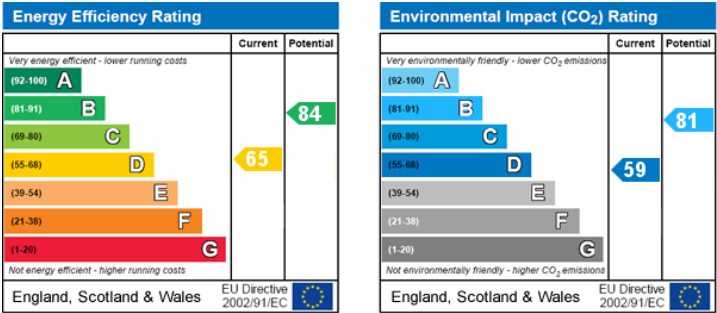 Energy Efficiency Rating
Current Potential
Very energy efficient - lower running costs
(92-100) A
(81-91) B
84
(69-80) C
(55-68) D
65
(39-54) E
(21-38) F
(1-20) G
Not energy efficient - higher running costs
England, Scotland & Wales
EU Directive
2002/91/EC
Environmental Impact (CO₂) Rating
Current Potential
Very environmentally friendly - lower CO₂ emissions
(92-100) A
(81-91) B
81
(69-80) C
(55-68) D
59
(39-54) E
(21-38) F
(1-20) G
Not environmentally friendly - higher CO₂ emissions
England, Scotland & Wales
EU Directive
2002/91/EC